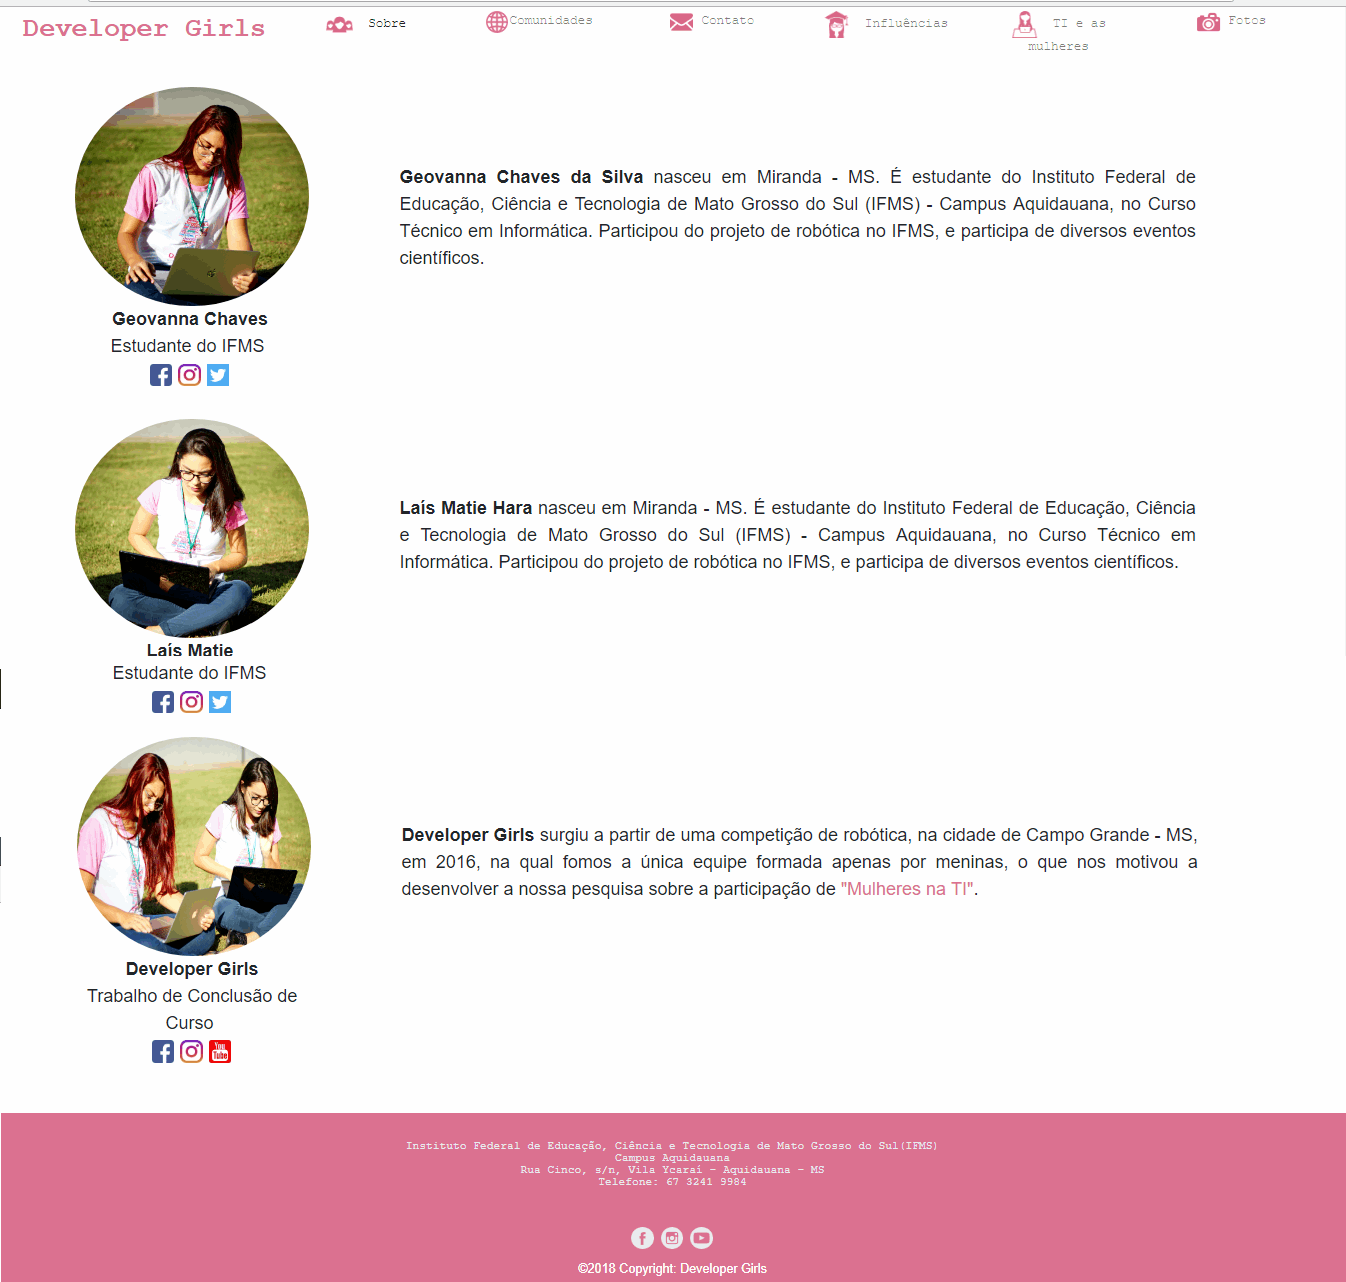 Developer Girls
Sobre
Comunidades
Contato
Influências
TI e as
mulheres
Fotos
Geovanna Chaves da Silva nasceu em Miranda - MS. É estudante do Instituto Federal de
Educação, Ciência e Tecnologia de Mato Grosso do Sul (IFMS) - Campus Aquidauana, no Curso
Técnico em Informática. Participou do projeto de robótica no IFMS, e participa de diversos eventos
científicos.
Geovanna Chaves
Estudante do IFMS
Laís Matie Hara nasceu em Miranda - MS. É estudante do Instituto Federal de Educação, Ciência
e Tecnologia de Mato Grosso do Sul (IFMS) - Campus Aquidauana, no Curso Técnico em
Informática. Participou do projeto de robótica no IFMS, e participa de diversos eventos científicos.
Laís Matie
Estudante do IFMS
Developer Girls surgiu a partir de uma competição de robótica, na cidade de Campo Grande - MS,
em 2016, na qual fomos a única equipe formada apenas por meninas, o que nos motivou a
desenvolver a nossa pesquisa sobre a participação de "Mulheres na TI".
Developer Girls
Trabalho de Conclusão de
Curso
You
Tube
Instituto Federal de Educação, Ciência e Tecnologia de Mato Grosso do Sul(IFMS)
Campus Aquidauana
Rua Cinco, s/n, Vila Ycaraí – Aquidauana – MS
Telefone: 67 3241 9984
©2018 Copyright: Developer Girls